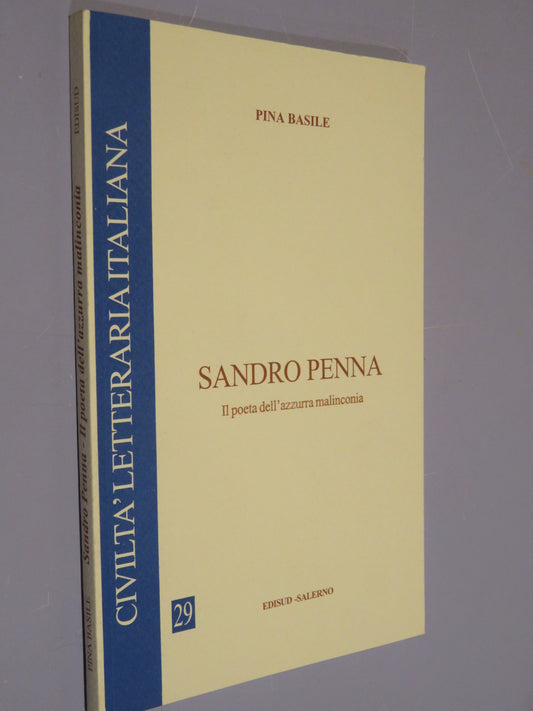 PINA BASILE
SANDRO PENNA
Il poeta dell'azzurra malinconia
EDISUD -SALERNO
CIVILTA' LETTERARIA ITALIANA
29
PINA BASILE Sandro Penna - Il poeta dell'azzurra malinconia EDISUD